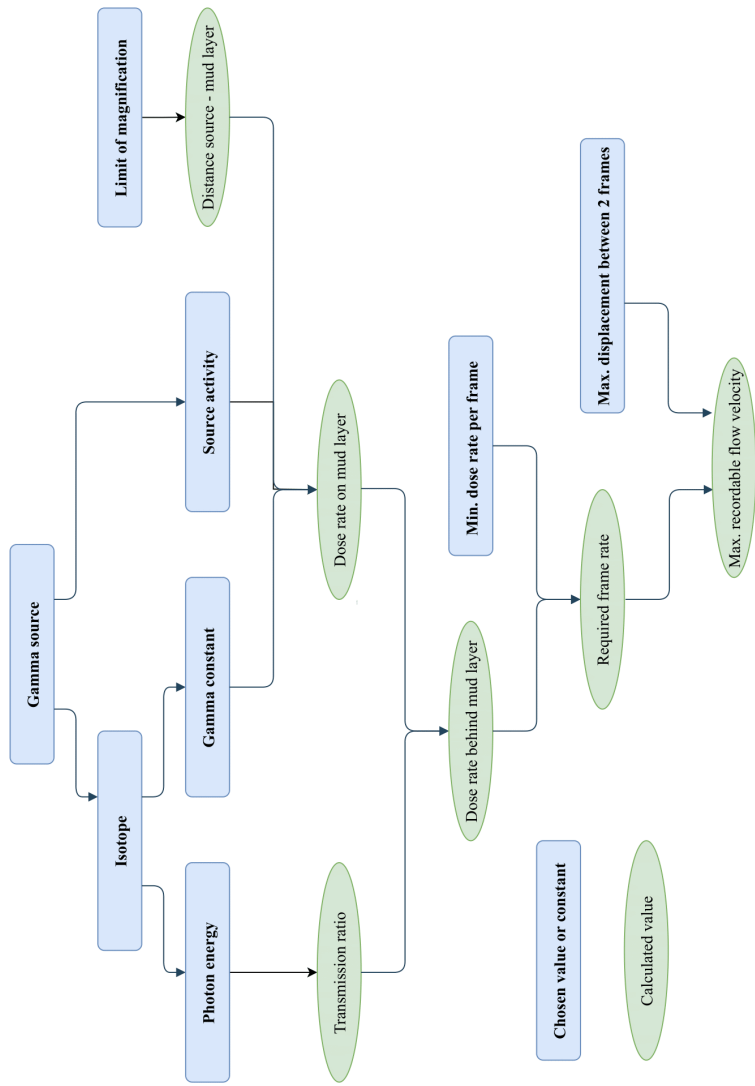 Gamma source
Isotope
Limit of magnification
Photon energy
Gamma constant
Source activity
Distance source - mud layer
Transmission ratio
Dose rate on mud layer
Dose rate behind mud layer
Min. dose rate per frame
Required frame rate
Max. displacement between 2 frames
Max. recordable flow velocity
Chosen value or constant
Calculated value